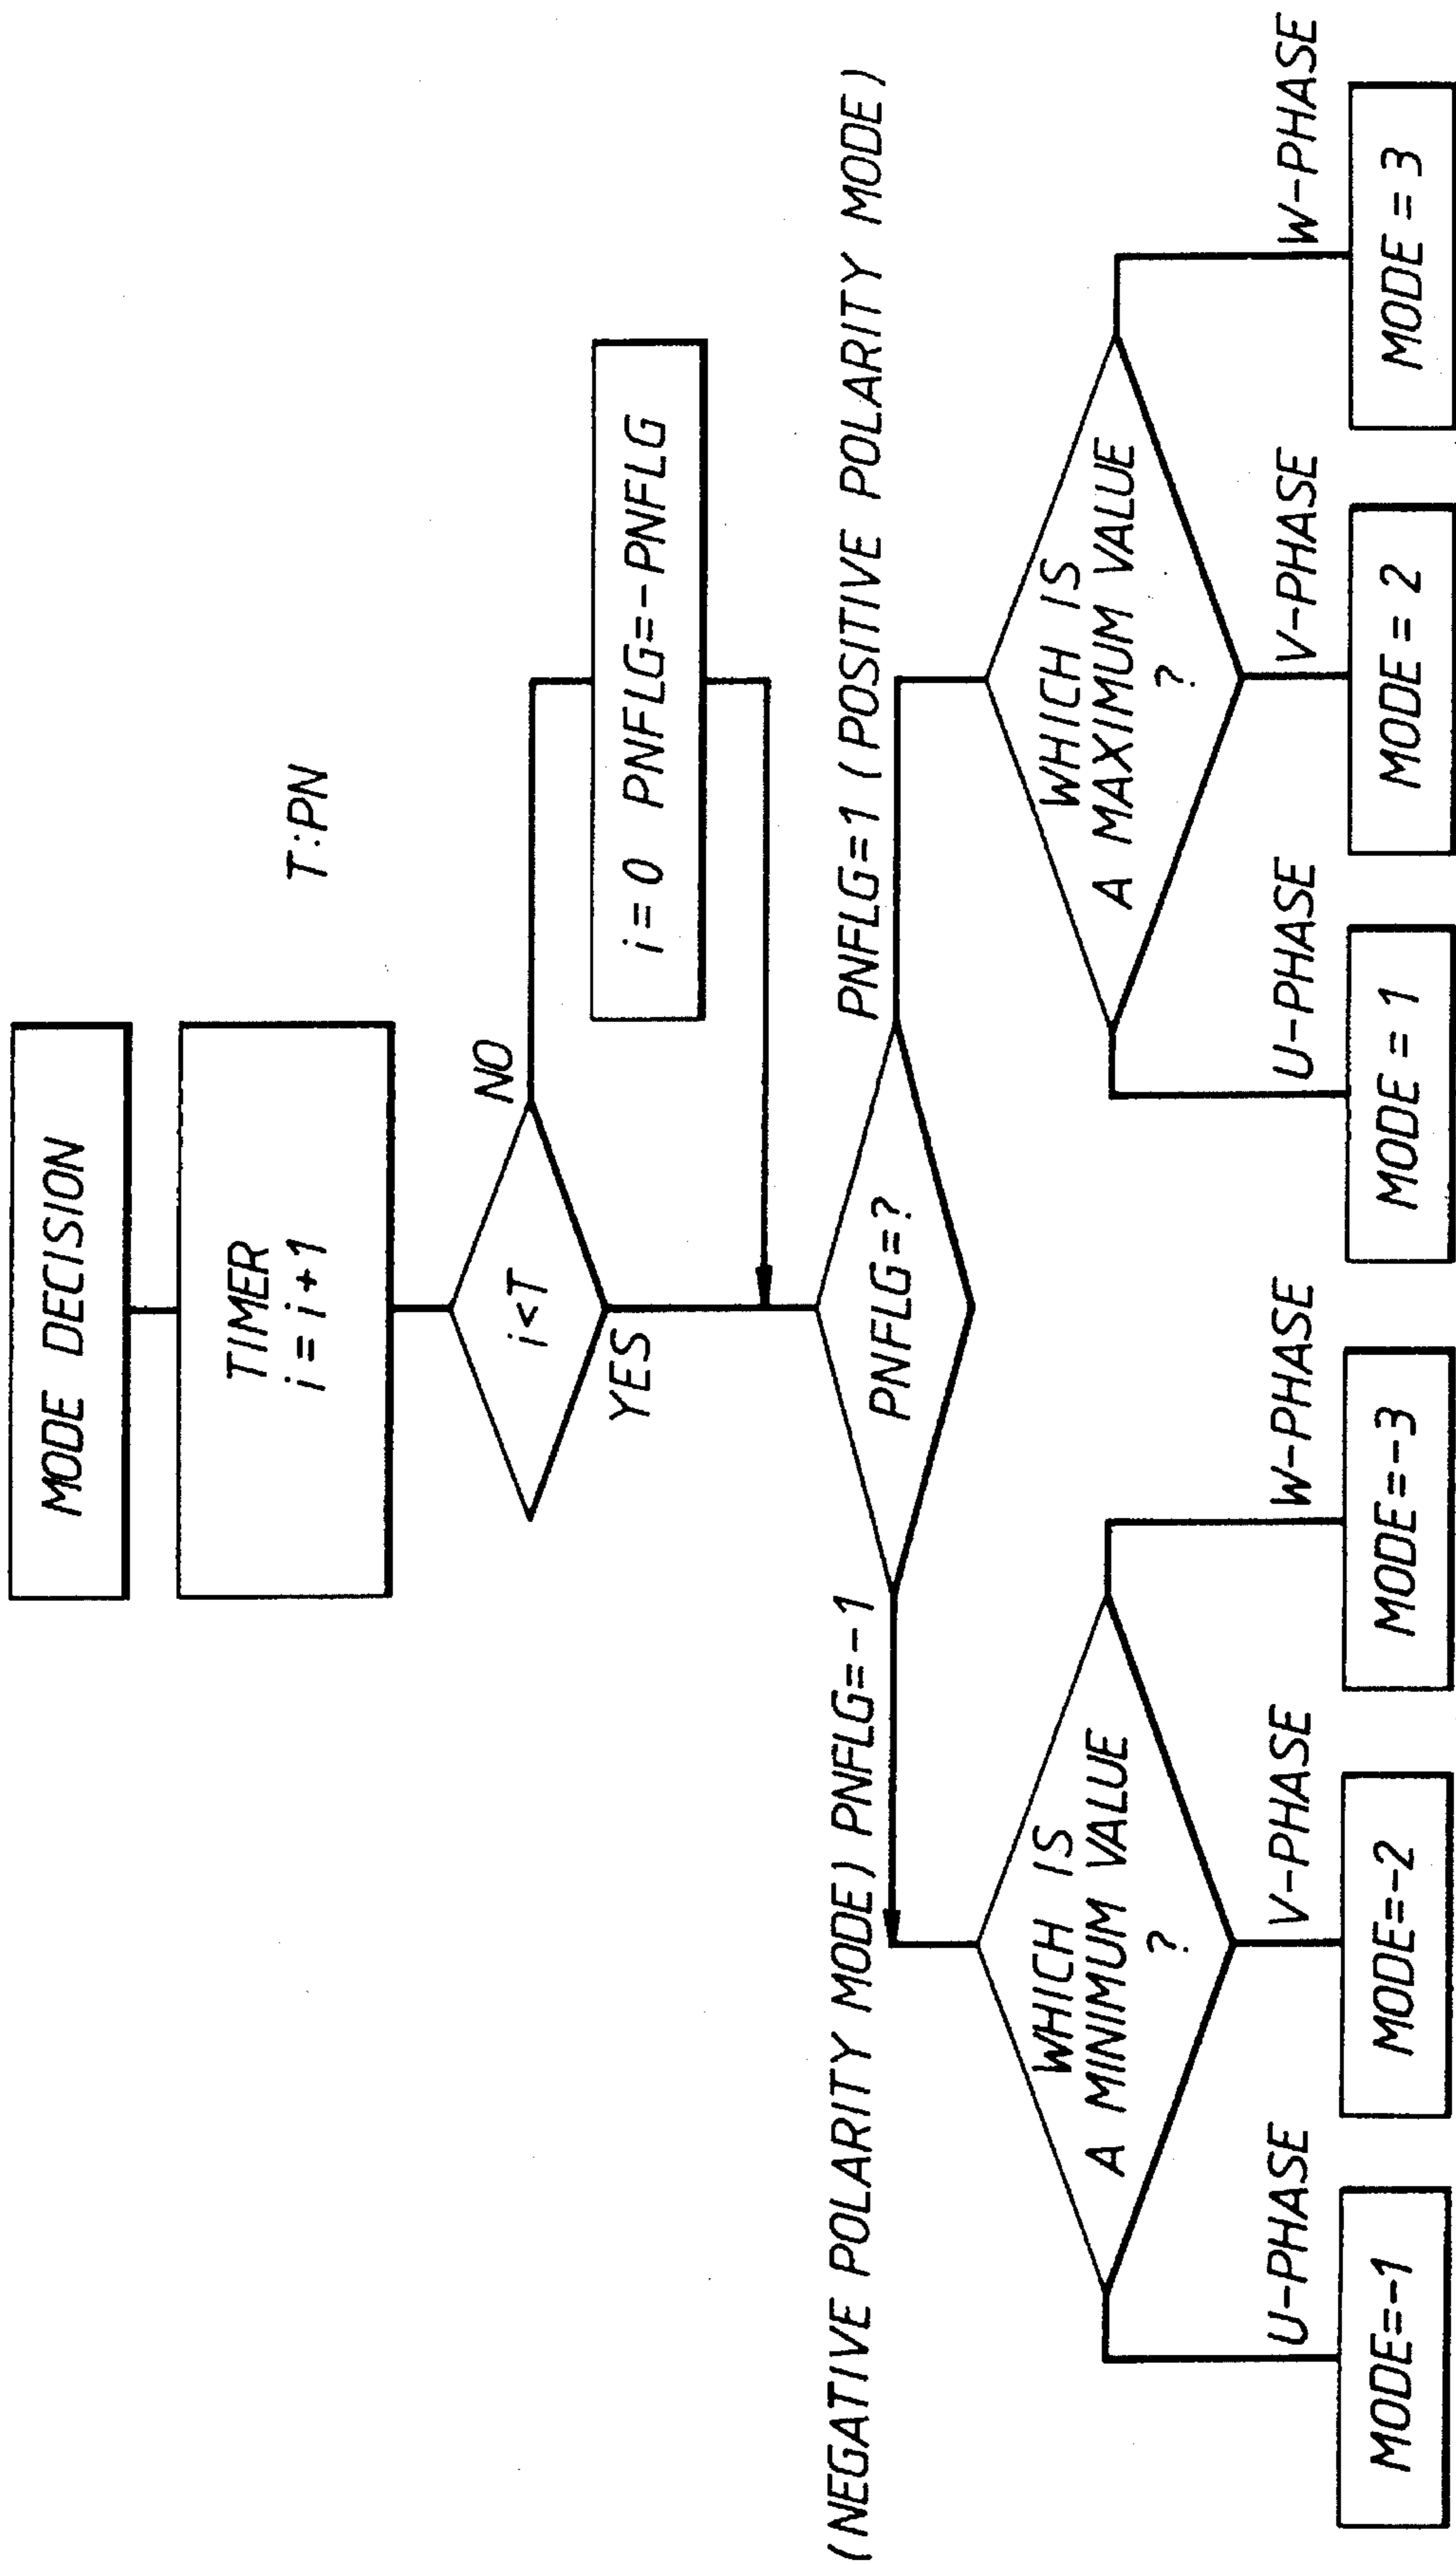 MODE DECISION
TIMER
i = i + 1
T:PN
i<T
NO
YES
i = 0 PNFLG=-PNFLG
PNFLG=?
(NEGATIVE POLARITY MODE) PNFLG=-1
PNFLG=1 (POSITIVE POLARITY MODE)
WHICH IS
A MINIMUM VALUE
?
WHICH IS
A MAXIMUM VALUE
?
U-PHASE
V-PHASE
W-PHASE
U-PHASE
V-PHASE
W-PHASE
MODE=-1
MODE=-2
MODE=-3
MODE = 1
MODE = 2
MODE = 3